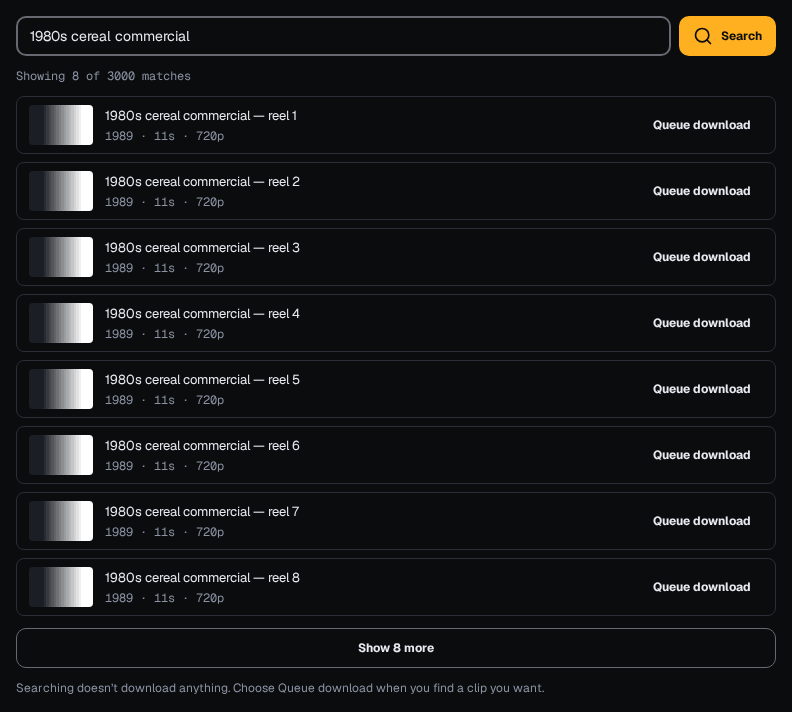 1980s cereal commercial
Search
Showing 8 of 3000 matches
1980s cereal commercial — reel 1
1989 · 11s · 720p
Queue download
1980s cereal commercial — reel 2
1989 · 11s · 720p
Queue download
1980s cereal commercial — reel 3
1989 · 11s · 720p
Queue download
1980s cereal commercial — reel 4
1989 · 11s · 720p
Queue download
1980s cereal commercial — reel 5
1989 · 11s · 720p
Queue download
1980s cereal commercial — reel 6
1989 · 11s · 720p
Queue download
1980s cereal commercial — reel 7
1989 · 11s · 720p
Queue download
1980s cereal commercial — reel 8
1989 · 11s · 720p
Queue download
Show 8 more
Searching doesn't download anything. Choose Queue download when you find a clip you want.